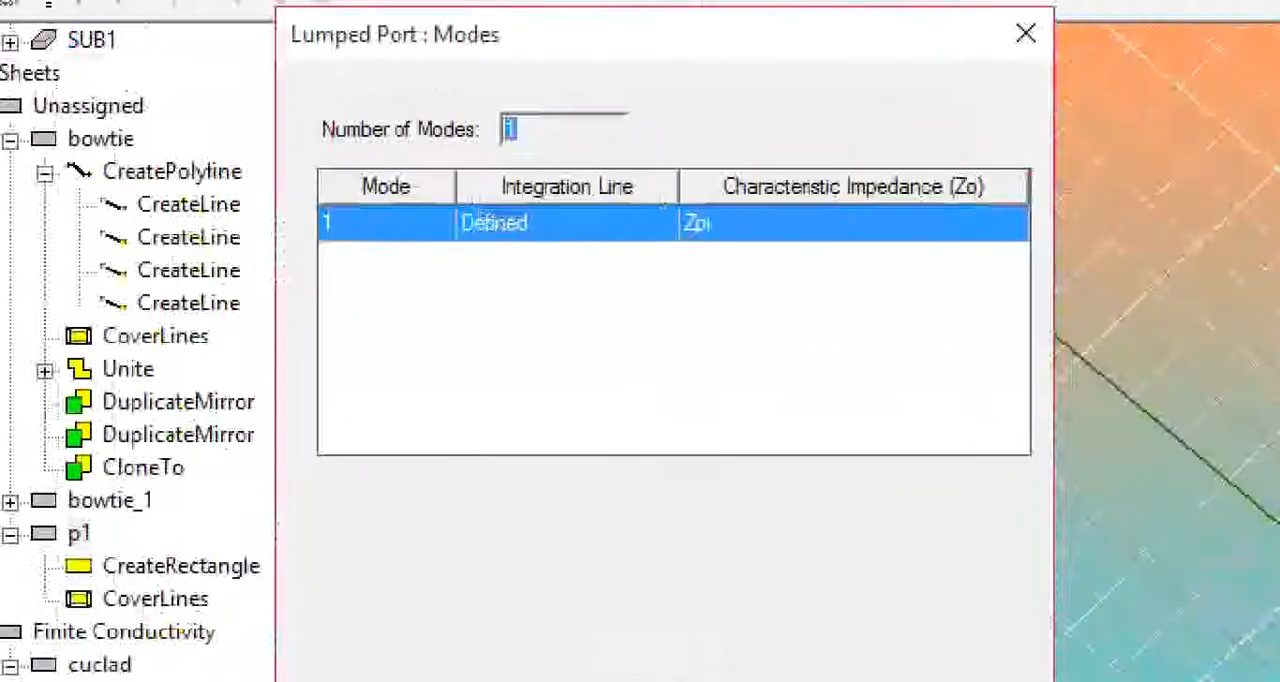 SUB1
Sheets
Unassigned
bowtie
CreatePolyline
CreateLine
CreateLine
CreateLine
CreateLine
CoverLines
Unite
DuplicateMirror
DuplicateMirror
CloneTo
bowtie_1
p1
CreateRectangle
CoverLines
Finite Conductivity
cuclad
Lumped Port : Modes
Number of Modes: 1
Mode Integration Line Characteristic Impedance (Zo)
1 Defined Zpi